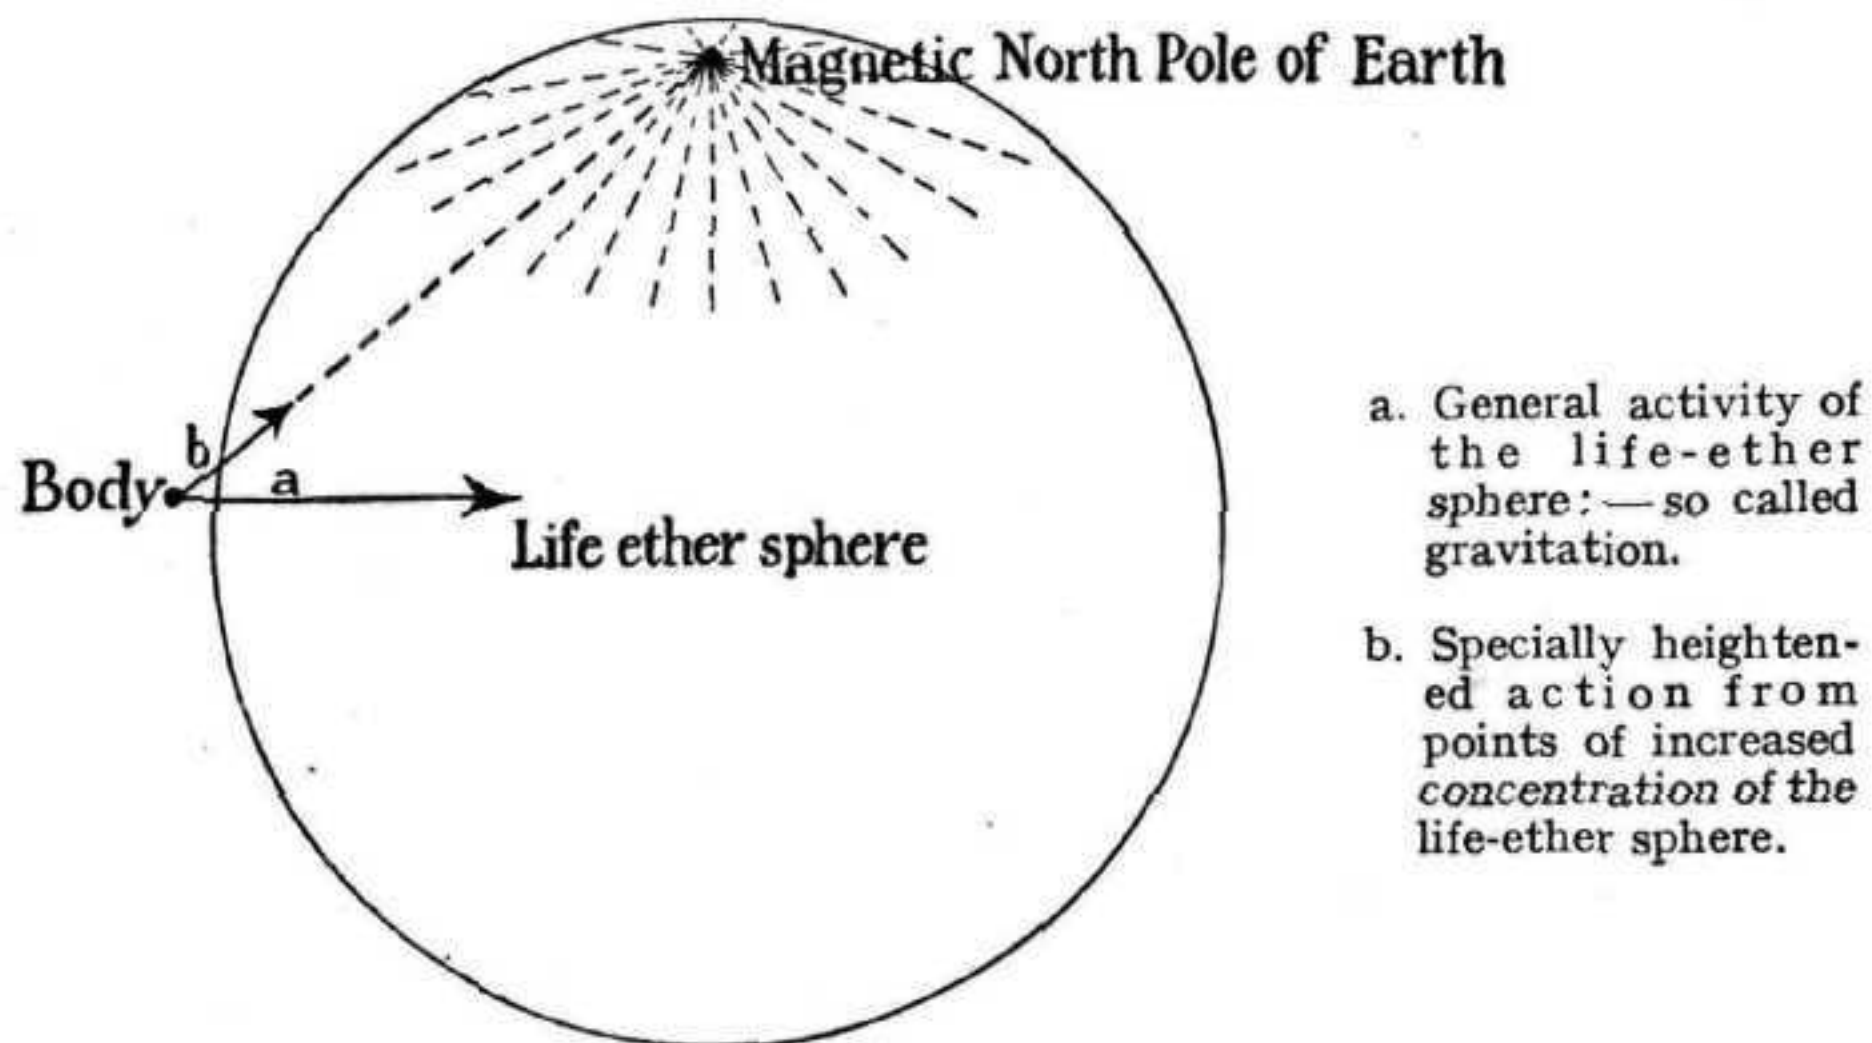 Magnetic North Pole of Earth
b
Body
a
Life ether sphere
a. General activity of
the life-ether
sphere:—so called
gravitation.
b. Specially heighten-
ed action from
points of increased
concentration of the
life-ether sphere.